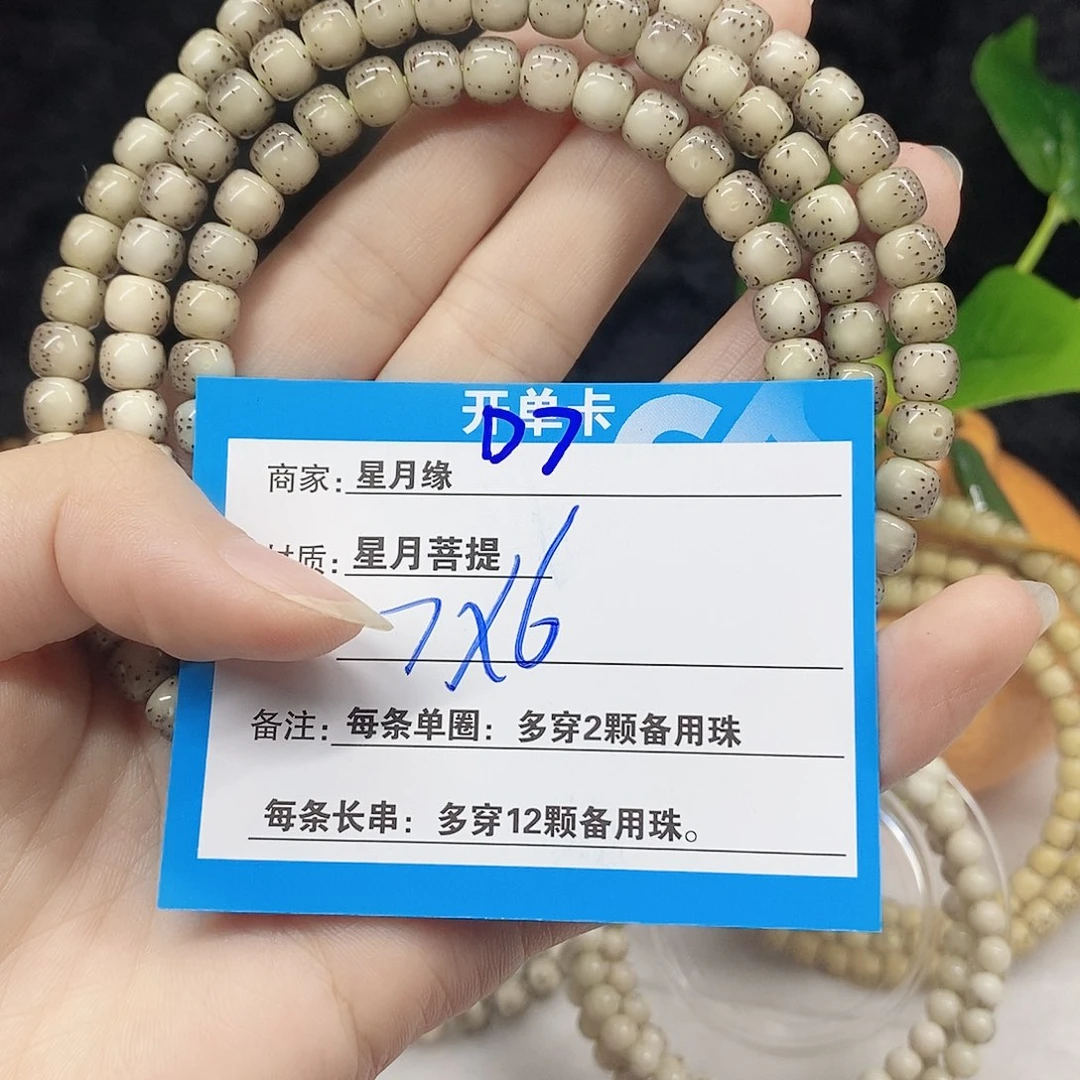 开单卡
D7
商家：星月缘
材质：星月菩提
7X6
备注：每条单圈：多穿2颗备用珠
每条长串：多穿12颗备用珠。